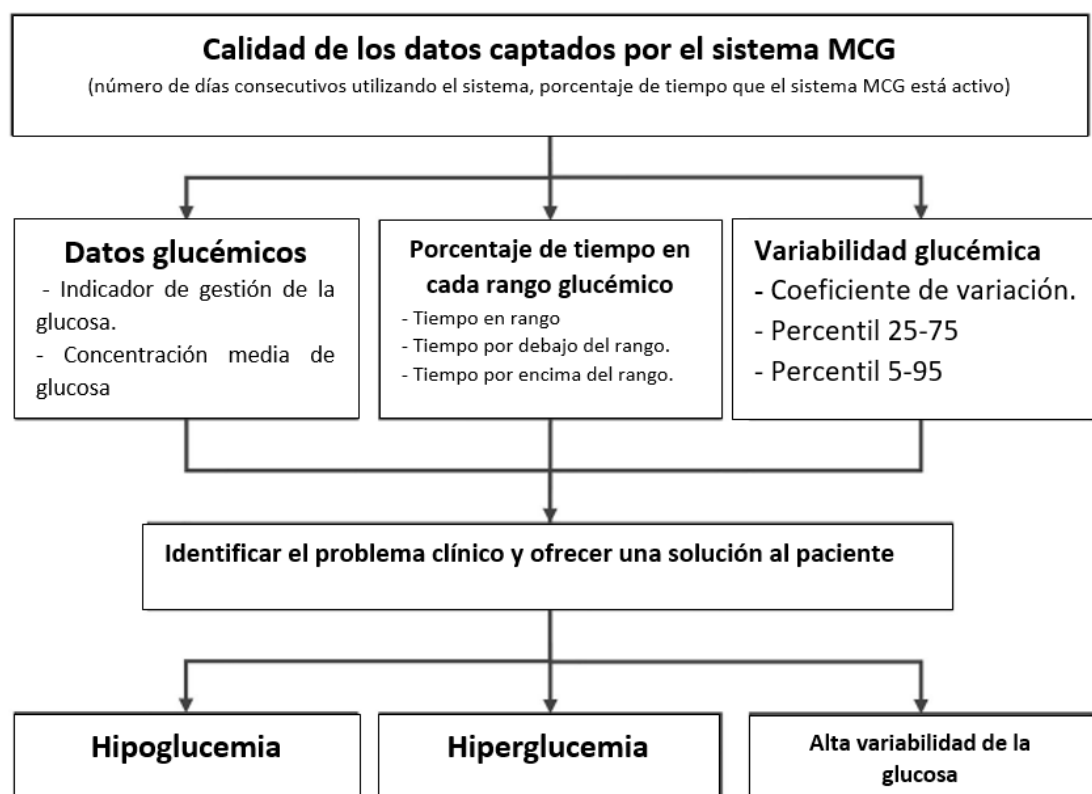 Calidad de los datos captados por el sistema MCG
(número de días consecutivos utilizando el sistema, porcentaje de tiempo que el sistema MCG está activo)
Datos glucémicos
- Indicador de gestión de la
glucosa.
- Concentración media de
glucosa
Porcentaje de tiempo en
cada rango glucémico
- Tiempo en rango
- Tiempo por debajo del rango.
- Tiempo por encima del rango.
Variabilidad glucémica
- Coeficiente de variación.
- Percentil 25-75
- Percentil 5-95
Identificar el problema clínico y ofrecer una solución al paciente
Hipoglucemia
Hiperglucemia
Alta variabilidad de la
glucosa